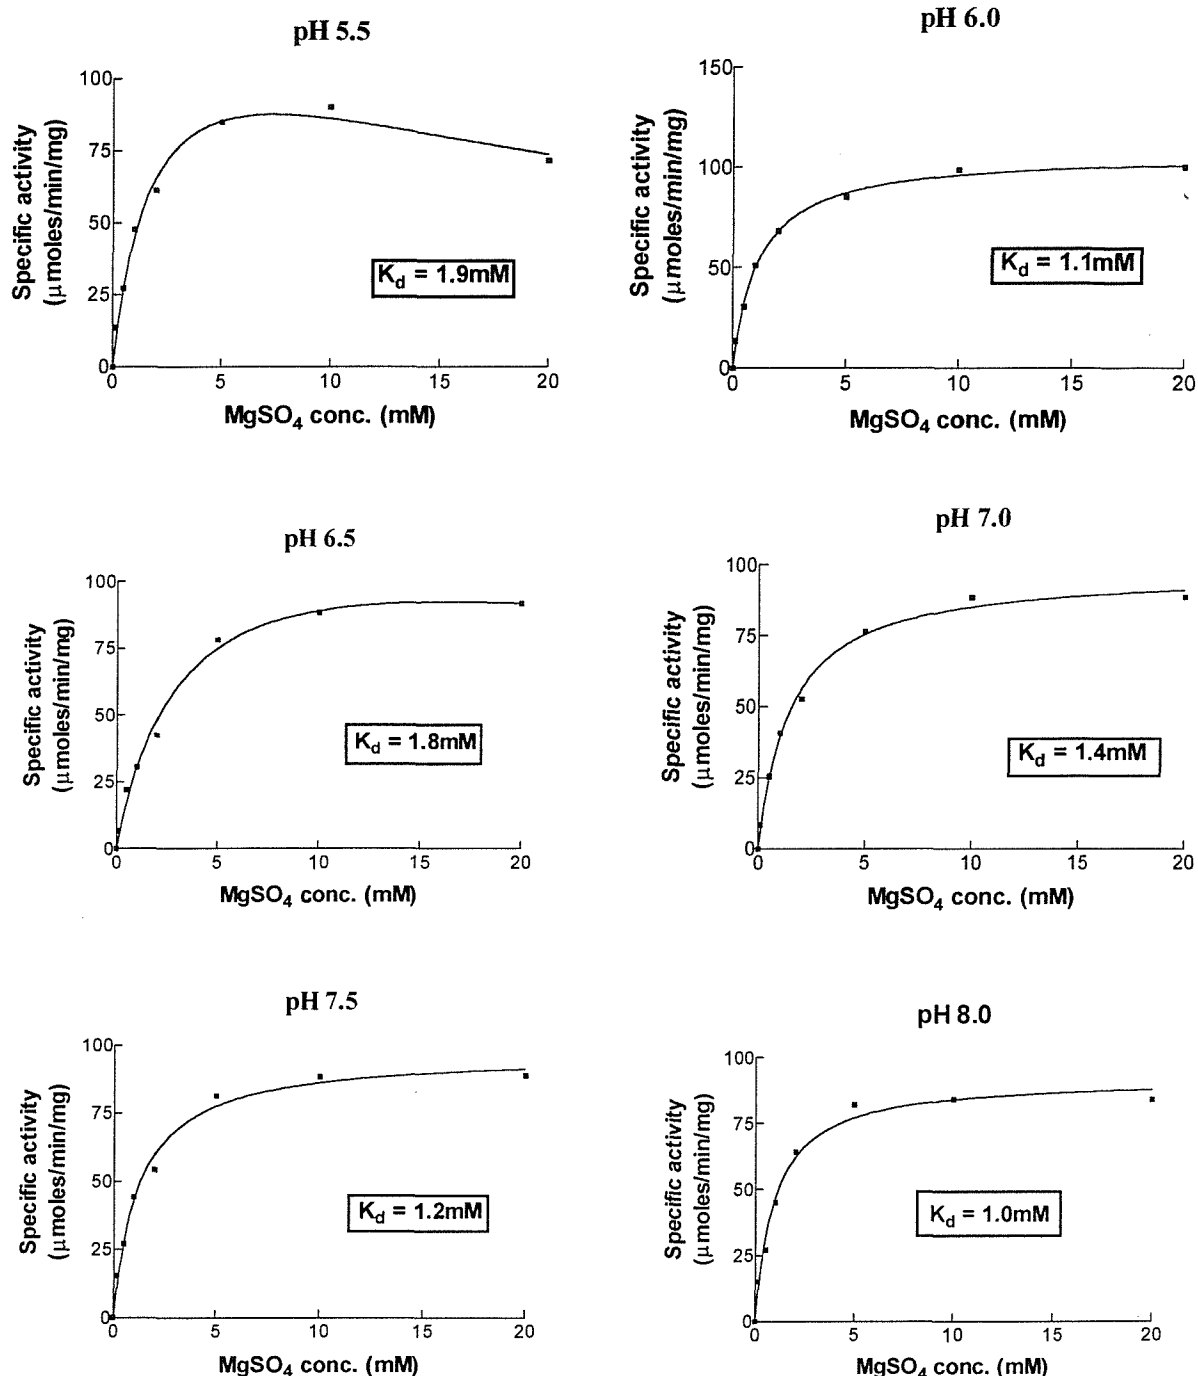 pH 5.5
100
75
50
25
0
Specific activity
(μmoles/min/mg)
K_d = 1.9mM
0 5 10 15 20
MgSO₄ conc. (mM)
pH 6.0
150
100
50
0
Specific activity
(μmoles/min/mg)
K_d = 1.1mM
0 5 10 15 20
MgSO₄ conc. (mM)
pH 6.5
100
75
50
25
0
Specific activity
(μmoles/min/mg)
K_d = 1.8mM
0 5 10 15 20
MgSO₄ conc. (mM)
pH 7.0
100
75
50
25
0
Specific activity
(μmoles/min/mg)
K_d = 1.4mM
0 5 10 15 20
MgSO₄ conc. (mM)
pH 7.5
100
75
50
25
0
Specific activity
(μmoles/min/mg)
K_d = 1.2mM
0 5 10 15 20
MgSO₄ conc. (mM)
pH 8.0
100
75
50
25
0
Specific activity
(μmoles/min/mg)
K_d = 1.0mM
0 5 10 15 20
MgSO₄ conc. (mM)